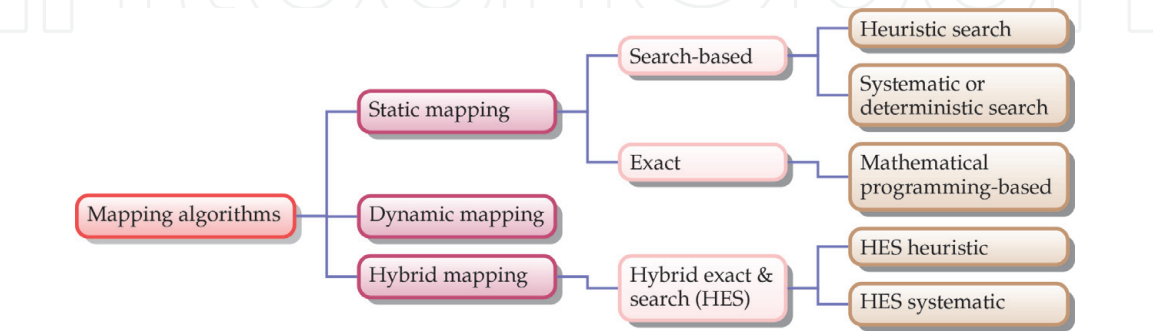 Mapping algorithms
Static mapping
Dynamic mapping
Hybrid mapping
Search-based
Exact
Hybrid exact &
search (HES)
Heuristic search
Systematic or
deterministic search
Mathematical
programming-based
HES heuristic
HES systematic